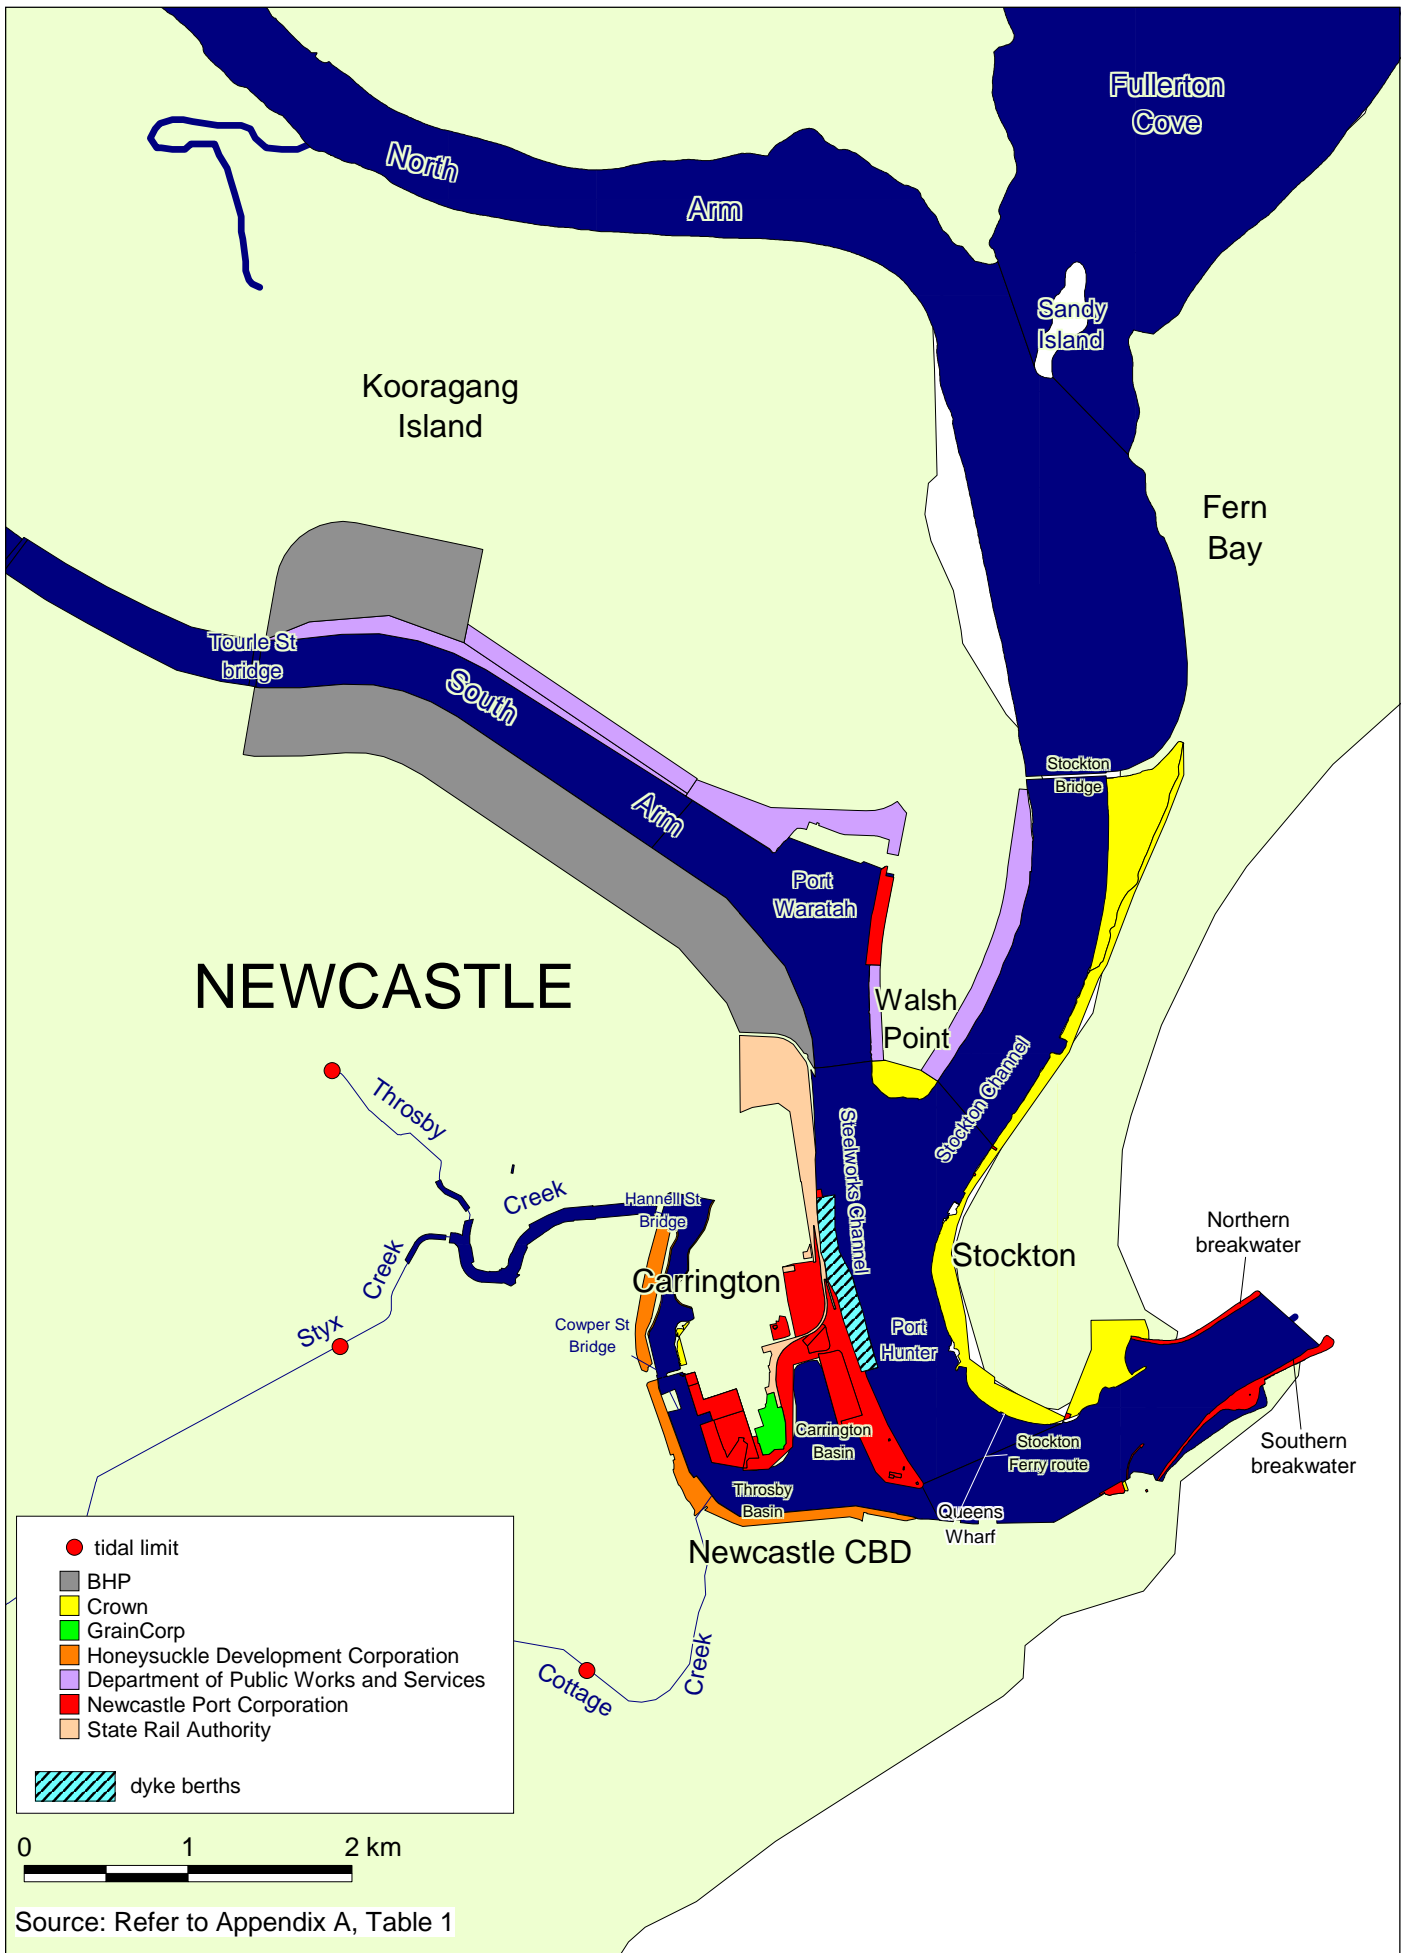 Fullerton
Cove
North
Arm
Sandy
Island
Kooragang
Island
Fern
Bay
Tourle St
bridge
South
Arm
Stockton
Bridge
Port
Waratah
NEWCASTLE
Walsh
Point
Stockton Channel
Steelworks Channel
Throsby
Creek
Hannell St
Bridge
Northern
breakwater
Stockton
Creek
Styx
Carrington
Cowper St
Bridge
Port
Hunter
Carrington
Basin
Stockton
Ferry route
Southern
breakwater
Throsby
Basin
Queens
Wharf
Newcastle CBD
Creek
Cottage
tidal limit
BHP
Crown
GrainCorp
Honeysuckle Development Corporation
Department of Public Works and Services
Newcastle Port Corporation
State Rail Authority
dyke berths
0 1 2 km
Source: Refer to Appendix A, Table 1